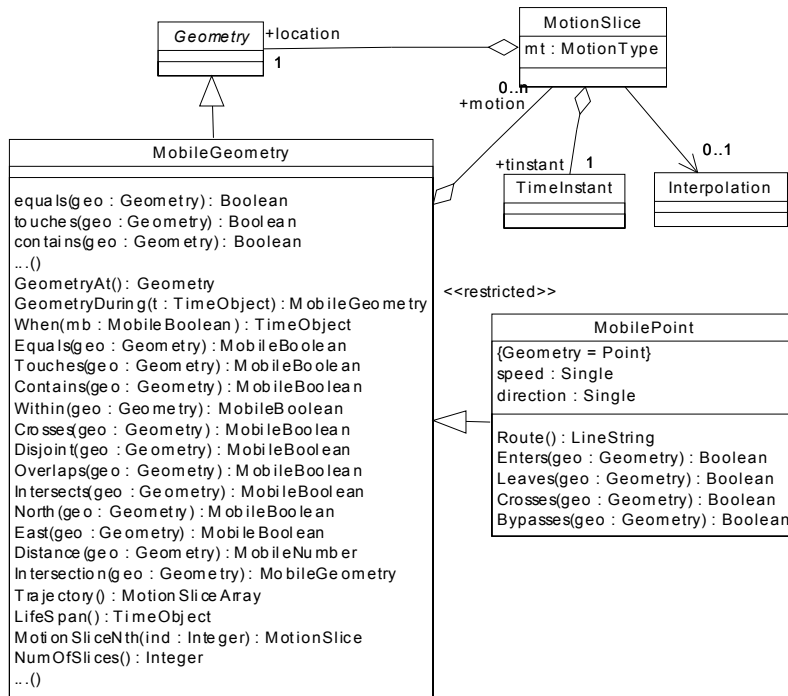 Geometry
+location
1
MotionSlice
mt : MotionType
0..n
+motion
+tinstant
1
0..1
TimeInstant
Interpolation
MobileGeometry
equals(geo : Geometry) : Boolean
touches(geo : Geometry) : Boolean
contains(geo : Geometry) : Boolean
...()
GeometryAt() : Geometry
GeometryDuring(t : TimeObject) : MobileGeometry
When(mb : MobileBoolean) : TimeObject
Equals(geo : Geometry) : MobileBoolean
Touches(geo : Geometry) : MobileBoolean
Contains(geo : Geometry) : MobileBoolean
Within(geo : Geometry) : MobileBoolean
Crosses(geo : Geometry) : MobileBoolean
Disjoint(geo : Geometry) : MobileBoolean
Overlaps(geo : Geometry) : MobileBoolean
Intersects(geo : Geometry) : MobileBoolean
North(geo : Geometry) : MobileBoolean
East(geo : Geometry) : MobileBoolean
Distance(geo : Geometry) : MobileNumber
Intersection(geo : Geometry) : MobileGeometry
Trajectory() : MotionSliceArray
LifeSpan() : TimeObject
MotionSliceNth(ind : Integer) : MotionSlice
NumOfSlices() : Integer
...()
<<restricted>>
MobilePoint
{Geometry = Point}
speed : Single
direction : Single
Route() : LineString
Enters(geo : Geometry) : Boolean
Leaves(geo : Geometry) : Boolean
Crosses(geo : Geometry) : Boolean
Bypasses(geo : Geometry) : Boolean